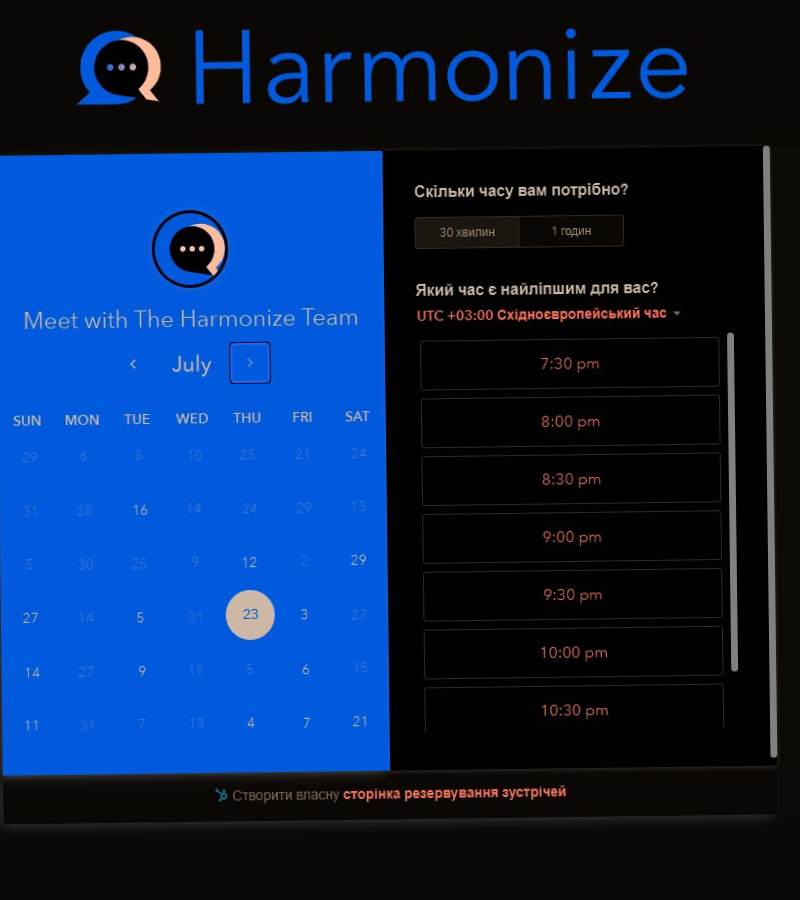 Harmonize
Meet with The Harmonize Team
July
SUN MON TUE WED THU FRI SAT
29 6 8 10 25 21 24
31 28 16 14 24 29 13
5 30 25 9 12 2 29
27 14 5 31 23 3 27
14 27 9 19 5 6 15
11 31 7 13 4 7 21
Скільки часу вам потрібно?
30 хвилин 1 годин
Який час є найліпшим для вас?
UTC +03:00 Східноєвропейський час
7:30 pm
8:00 pm
8:30 pm
9:00 pm
9:30 pm
10:00 pm
10:30 pm
Створити власну сторінка резервування зустрічей